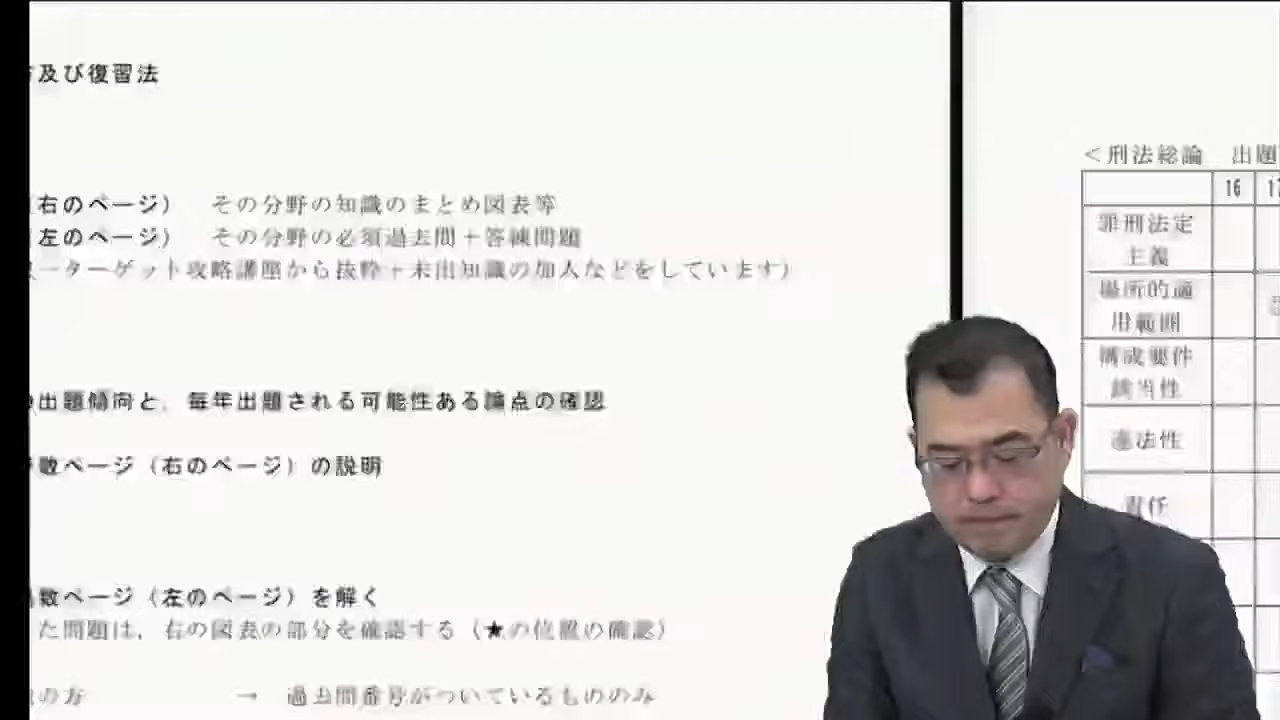 及び復習法
右のページ） その分野の知識のまとめ図表等
左のページ） その分野の必須過去問＋答練問題
ターゲット攻略講座から抜粋＋未出知識の加入などをしています）
出題傾向と，毎年出題される可能性ある論点の確認
数ページ（右のページ）の説明
数ページ（左のページ）を解く
た問題は，右の図表の部分を確認する（★の位置の確認）
の方 → 過去問番号がついているもののみ
＜刑法総論 出題
16
罪刑法定
主義
場所的適
用範囲
構成要件
該当性
違法性
責任